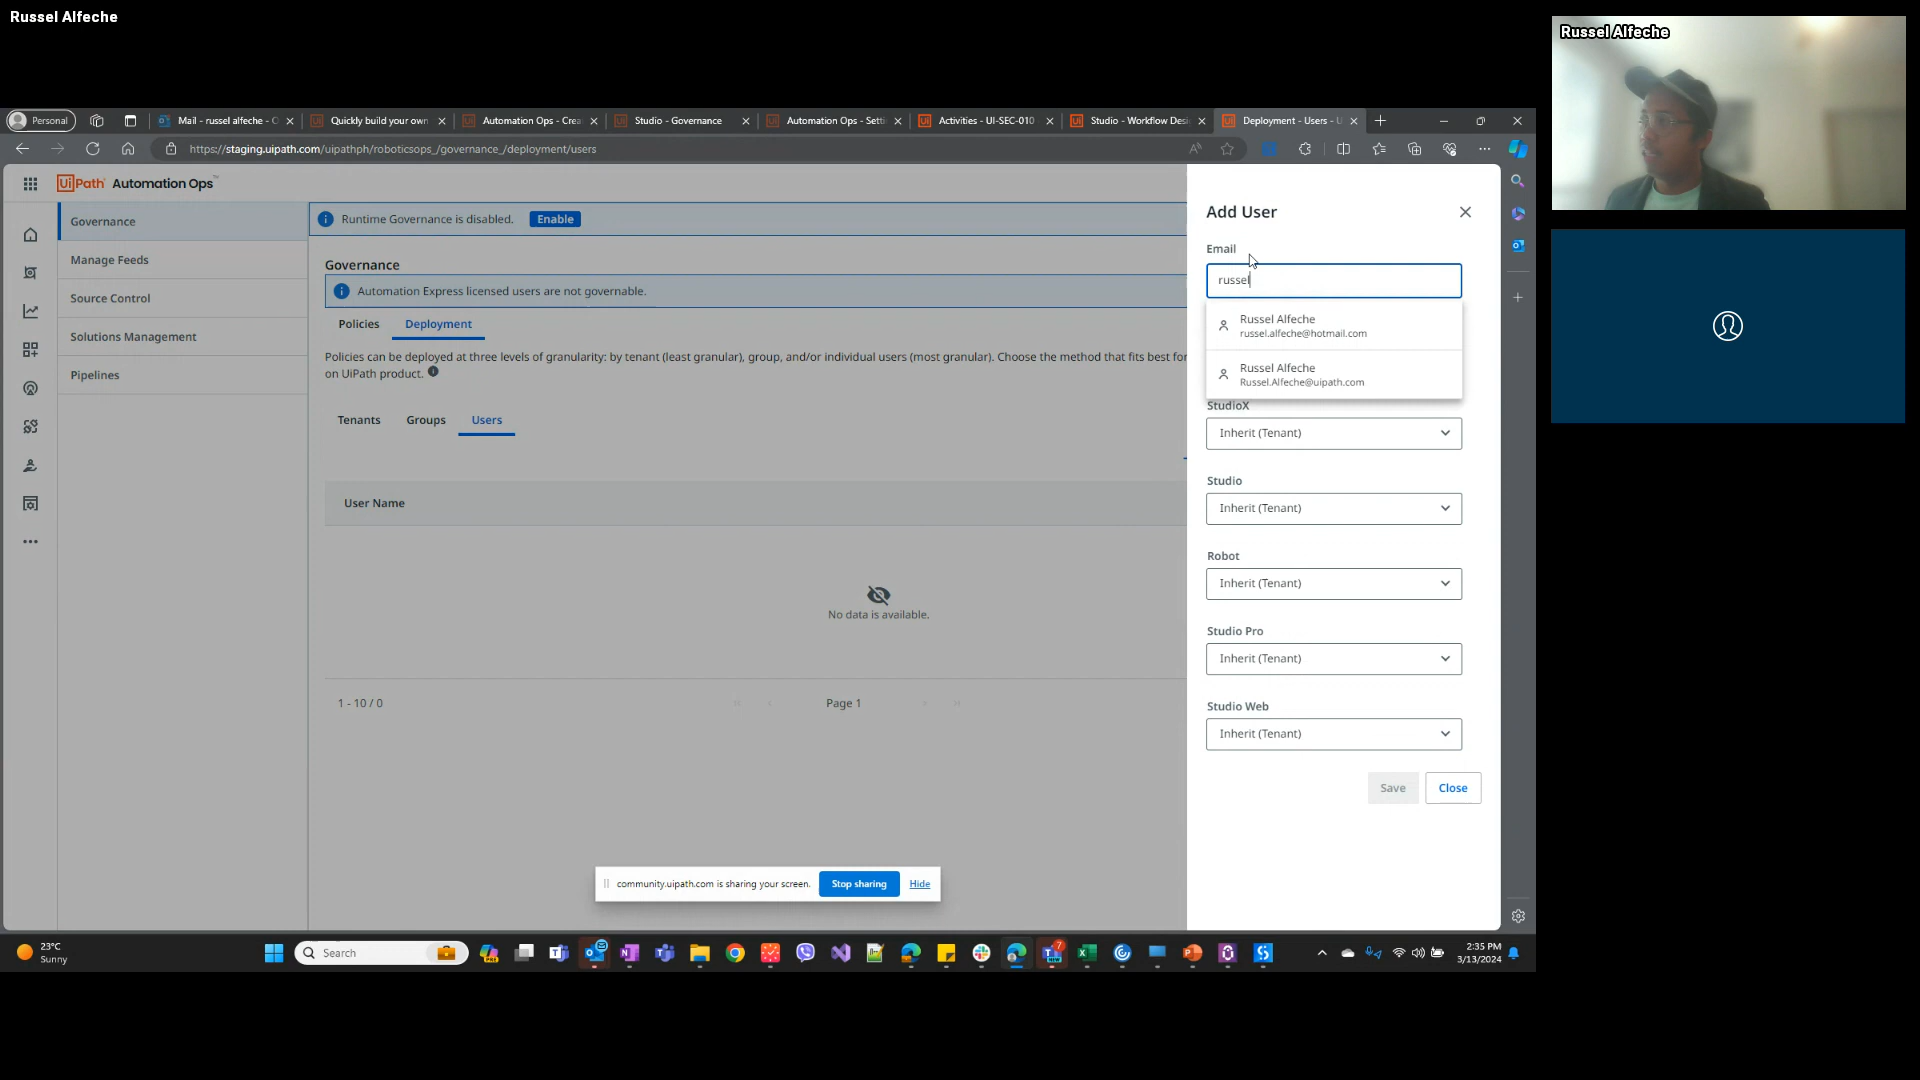 Russel Alfeche
Russel Alfeche
Personal
Mail - russel alfeche - O
Quickly build your own
Automation Ops - Crea
Studio - Governance
Automation Ops - Setti
Activities - UI-SEC-010
Studio - Workflow Desi
Deployment - Users - U
https://staging.uipath.com/uipathph/roboticsops_/governance_/deployment/users
UiPath Automation Ops™
Governance
Manage Feeds
Source Control
Solutions Management
Pipelines
Runtime Governance is disabled. Enable
Governance
Automation Express licensed users are not governable.
Policies Deployment
Policies can be deployed at three levels of granularity: by tenant (least granular), group, and/or individual users (most granular). Choose the method that fits best for
on UiPath product.
Tenants Groups Users
User Name
No data is available.
1 - 10 / 0
Page 1
Add User
Email
russel
Russel Alfeche
russel.alfeche@hotmail.com
Russel Alfeche
Russel.Alfeche@uipath.com
StudioX
Inherit (Tenant)
Studio
Inherit (Tenant)
Robot
Inherit (Tenant)
Studio Pro
Inherit (Tenant)
Studio Web
Inherit (Tenant)
Save Close
community.uipath.com is sharing your screen. Stop sharing Hide
23°C
Sunny
Search
7
2:35 PM
3/13/2024